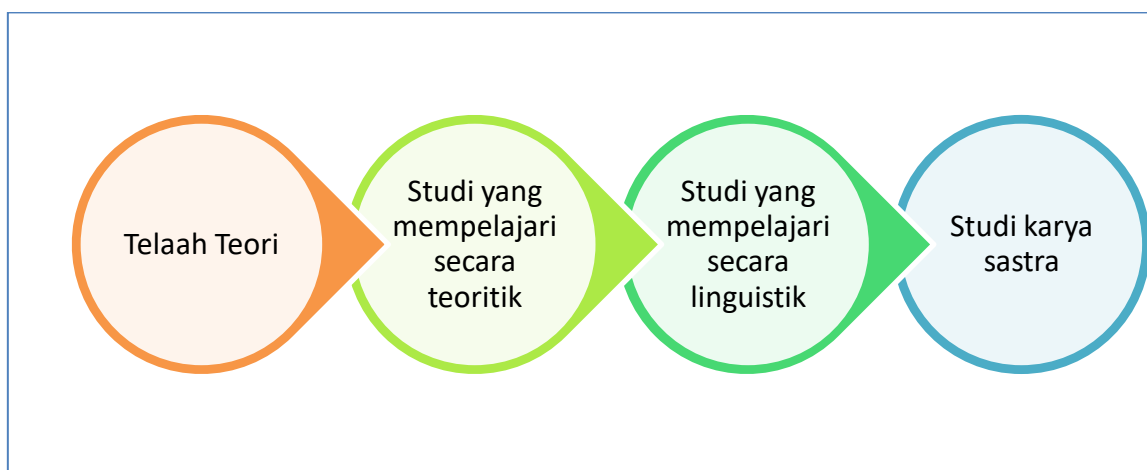 Telaah Teori
Studi yang
mempelajari
secara
teoritik
Studi yang
mempelajari
secara
linguistik
Studi karya
sastra